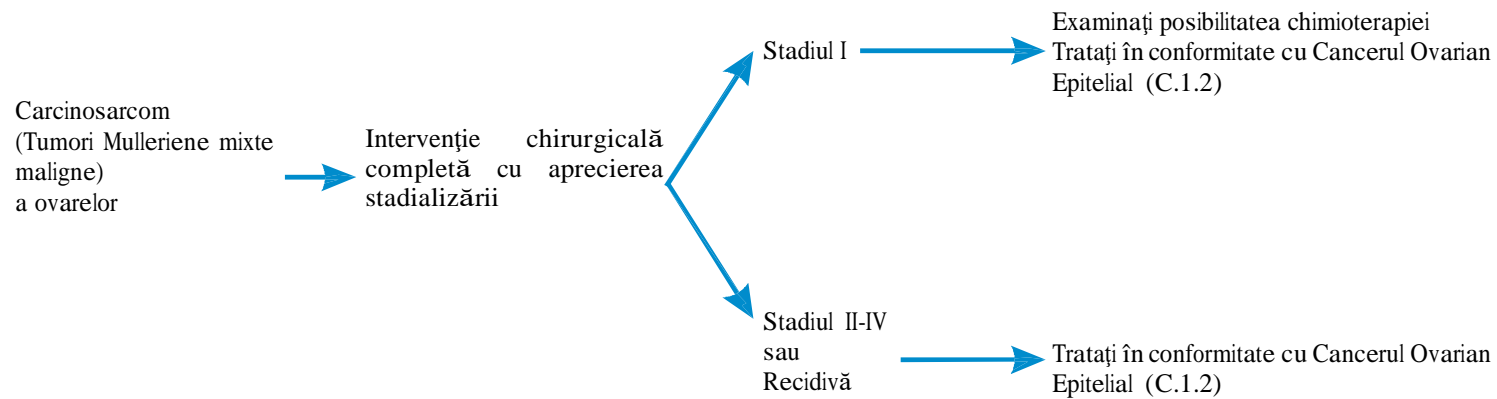 Carcinosarcom
(Tumori Mulleriene mixte
maligne)
a ovarelor
Intervenţie chirurgicală
completă cu aprecierea
stadializării
Stadiul I
Examinaţi posibilitatea chimioterapiei
Trataţi în conformitate cu Cancerul Ovarian
Epitelial (C.1.2)
Stadiul II-IV
sau
Recidivă
Trataţi în conformitate cu Cancerul Ovarian
Epitelial (C.1.2)